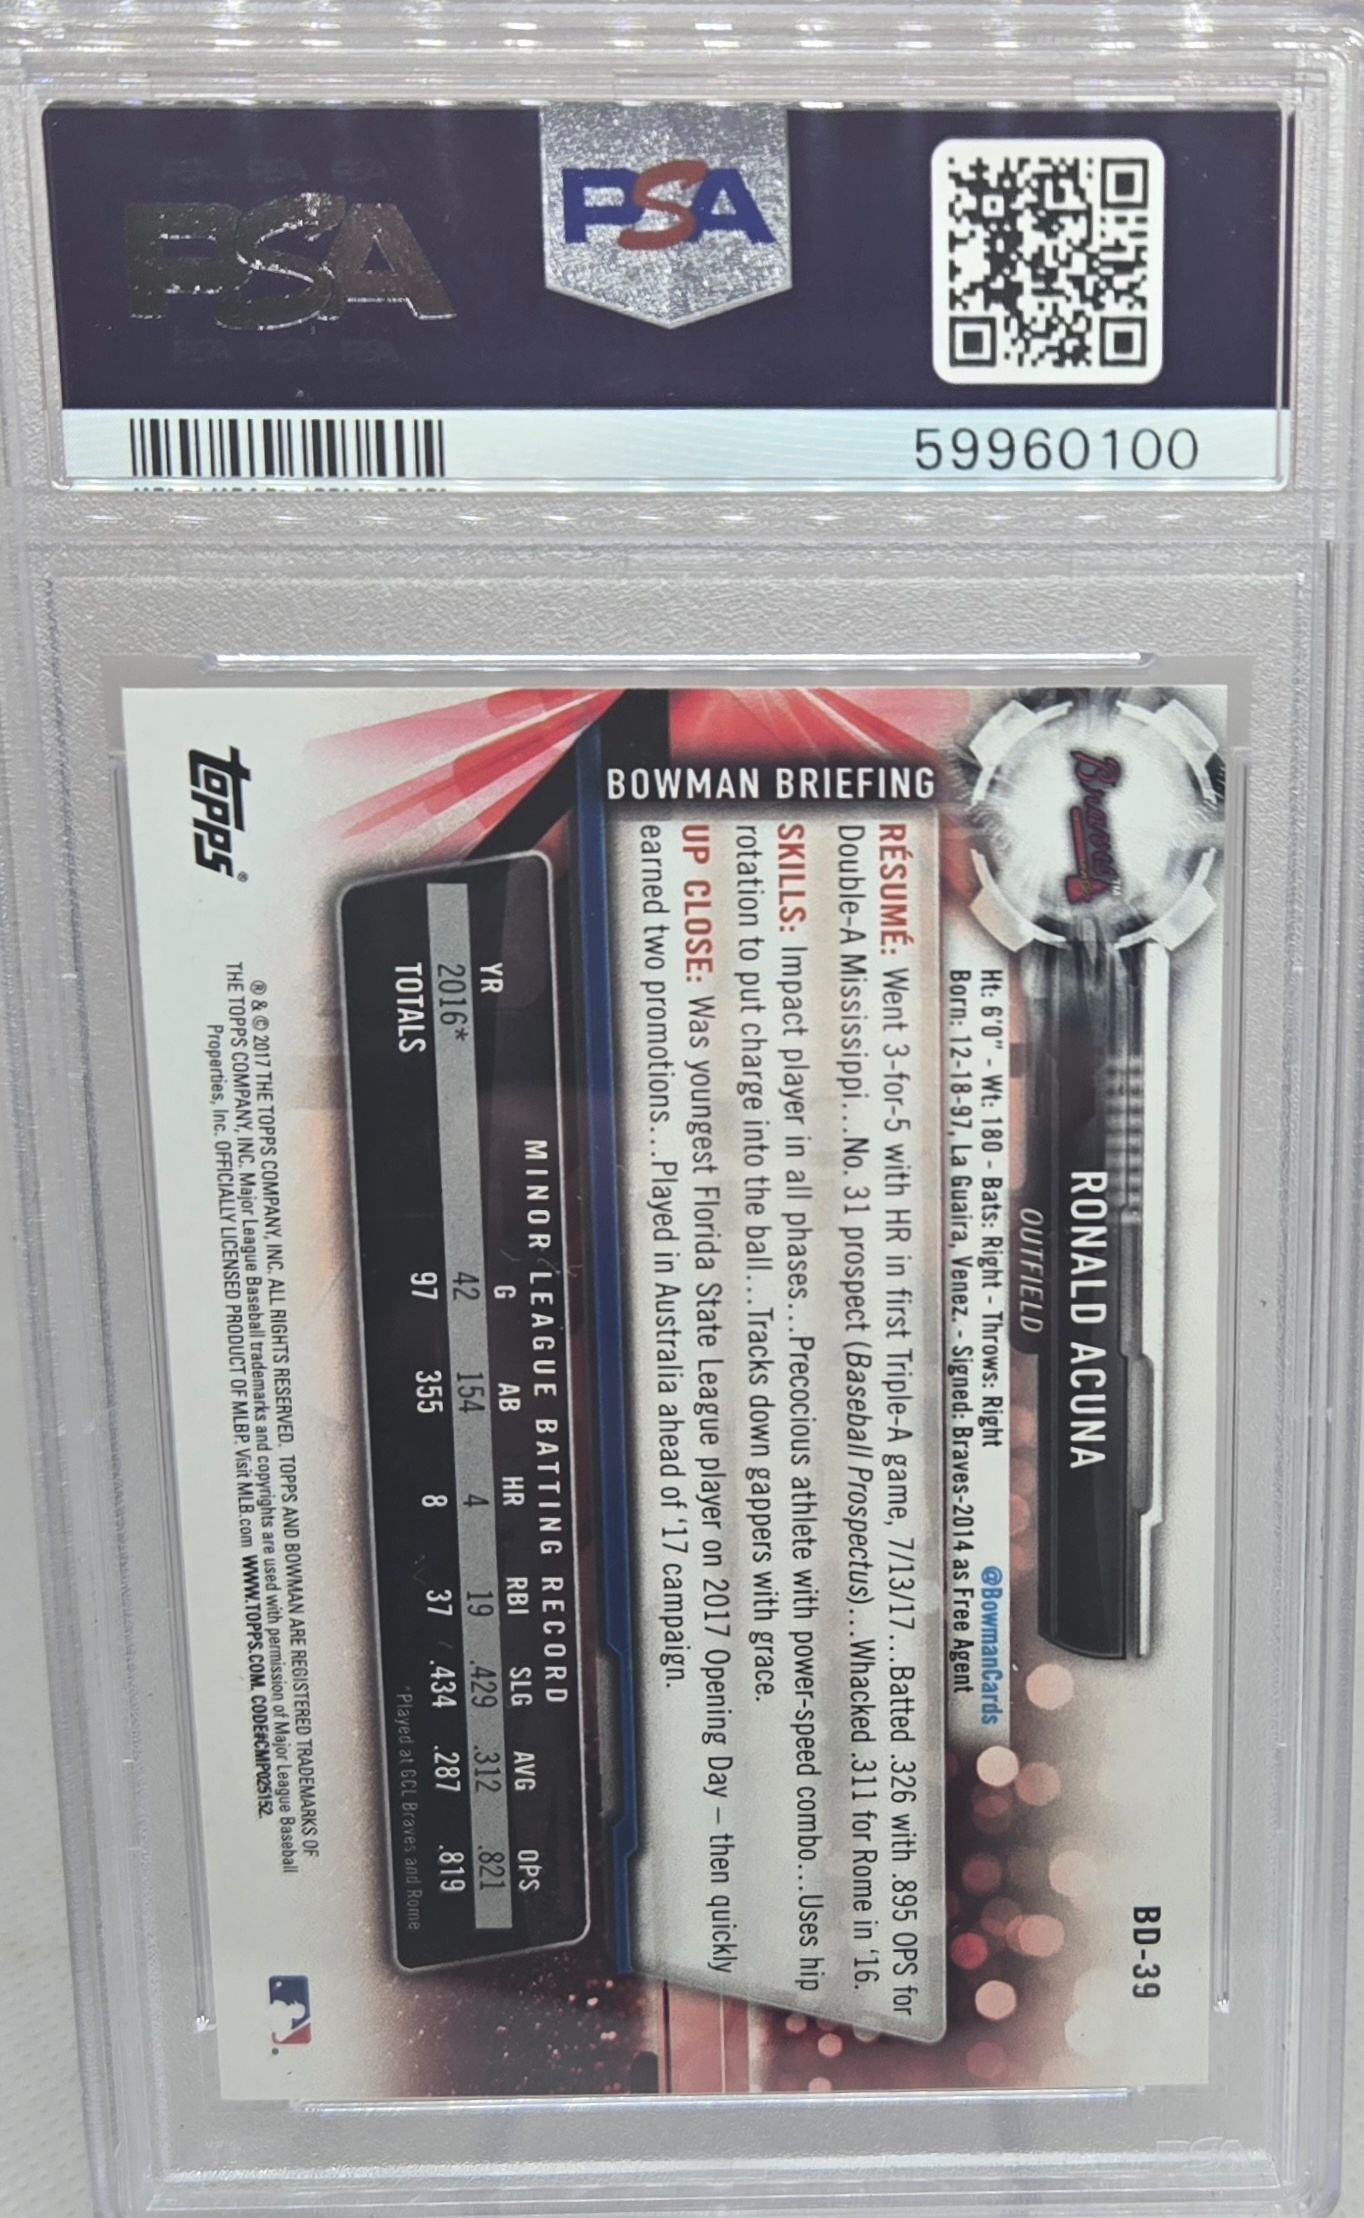 PSA
PSA PSA PSA
PSA
PSA PSA PSA
59960100
BD-39
Braves™
RONALD ACUNA
OUTFIELD
Ht: 6'0" - Wt: 180 - Bats: Right - Throws: Right
@BowmanCards
Born: 12-18-97, La Guaira, Venez. - Signed: Braves-2014 as Free Agent
BOWMAN BRIEFING
RÉSUMÉ: Went 3-for-5 with HR in first Triple-A game, 7/13/17...Batted .326 with .895 OPS for
Double-A Mississippi...No. 31 prospect (Baseball Prospectus)...Whacked .311 for Rome in '16.
SKILLS: Impact player in all phases...Precocious athlete with power-speed combo...Uses hip
rotation to put charge into the ball...Tracks down gappers with grace.
UP CLOSE: Was youngest Florida State League player on 2017 Opening Day – then quickly
earned two promotions...Played in Australia ahead of '17 campaign.
MINOR LEAGUE BATTING RECORD
YR G AB HR RBI SLG AVG OPS
2016* 42 154 4 19 .429 .312 .821
TOTALS 97 355 8 37 .434 .287 .819
*Played at GCL Braves and Rome
topps®
® & © 2017 THE TOPPS COMPANY, INC. ALL RIGHTS RESERVED. TOPPS AND BOWMAN ARE REGISTERED TRADEMARKS OF
THE TOPPS COMPANY, INC. Major League Baseball trademarks and copyrights are used with permission of Major League Baseball
Properties, Inc. OFFICIALLY LICENSED PRODUCT OF MLBP. Visit MLB.com WWW.TOPPS.COM. CODE#CMP025152.
PSA